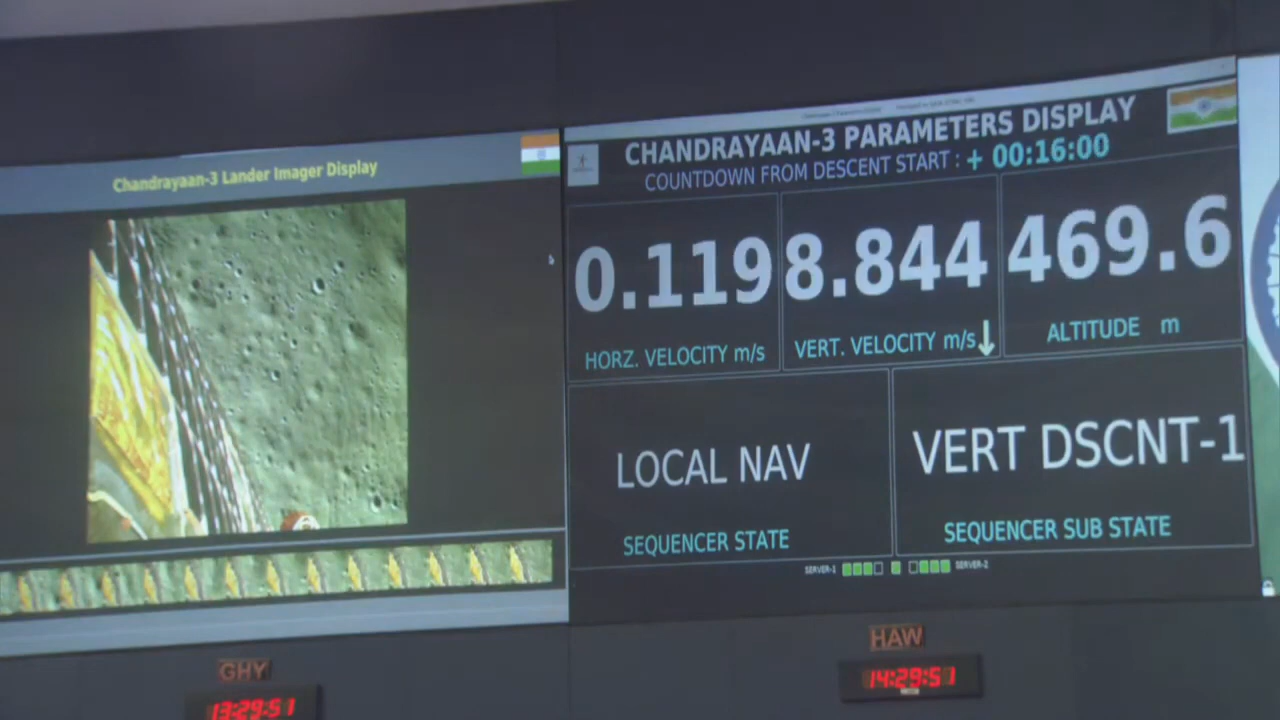 Chandrayaan-3 Lander Imager Display
CHANDRAYAAN-3 PARAMETERS DISPLAY
COUNTDOWN FROM DESCENT START : + 00:16:00
0.119
8.844
469.6
HORZ. VELOCITY m/s
VERT. VELOCITY m/s
ALTITUDE m
LOCAL NAV
VERT DSCNT-1
SEQUENCER STATE
SEQUENCER SUB STATE
SERVER-1
SERVER-2
GHY
HAW
13:29:57
14:29:57